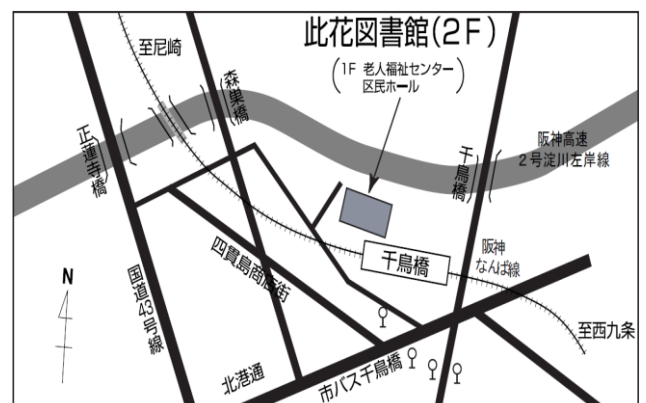 此花図書館(2F)
(1F 老人福祉センター
区民ホール)
至尼崎
森巣橋
正蓮寺橋
阪神高速
2号淀川左岸線
千鳥橋
四貫島商店街
千鳥橋
阪神
なんば線
N
国道43号線
至西九条
北港通
市バス千鳥橋